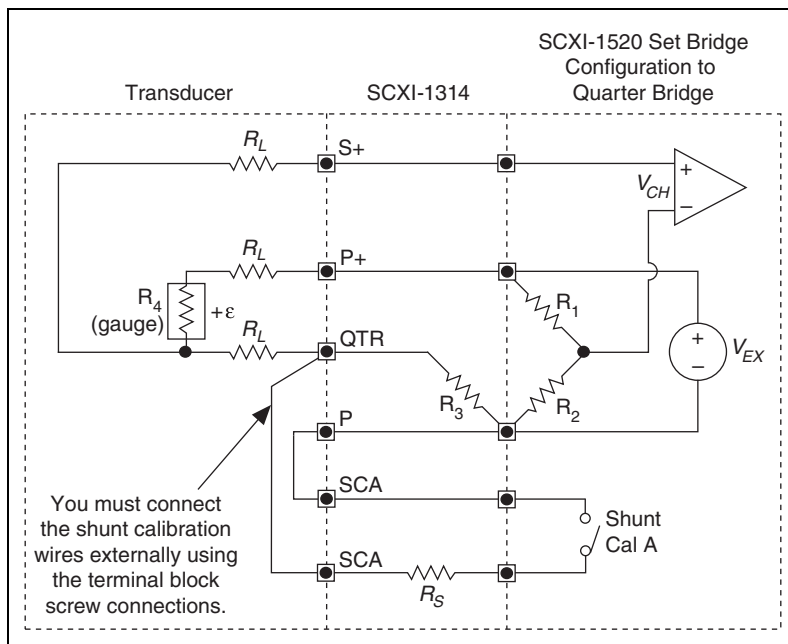 SCXI-1520 Set Bridge
Configuration to
Quarter Bridge
Transducer
SCXI-1314
R_L
S+
V_CH
+
–
R_L
P+
R_4
(gauge)
+ε
R_1
R_L
QTR
+
–
V_EX
R_3
R_2
P
SCA
Shunt
Cal A
SCA
R_S
You must connect
the shunt calibration
wires externally using
the terminal block
screw connections.